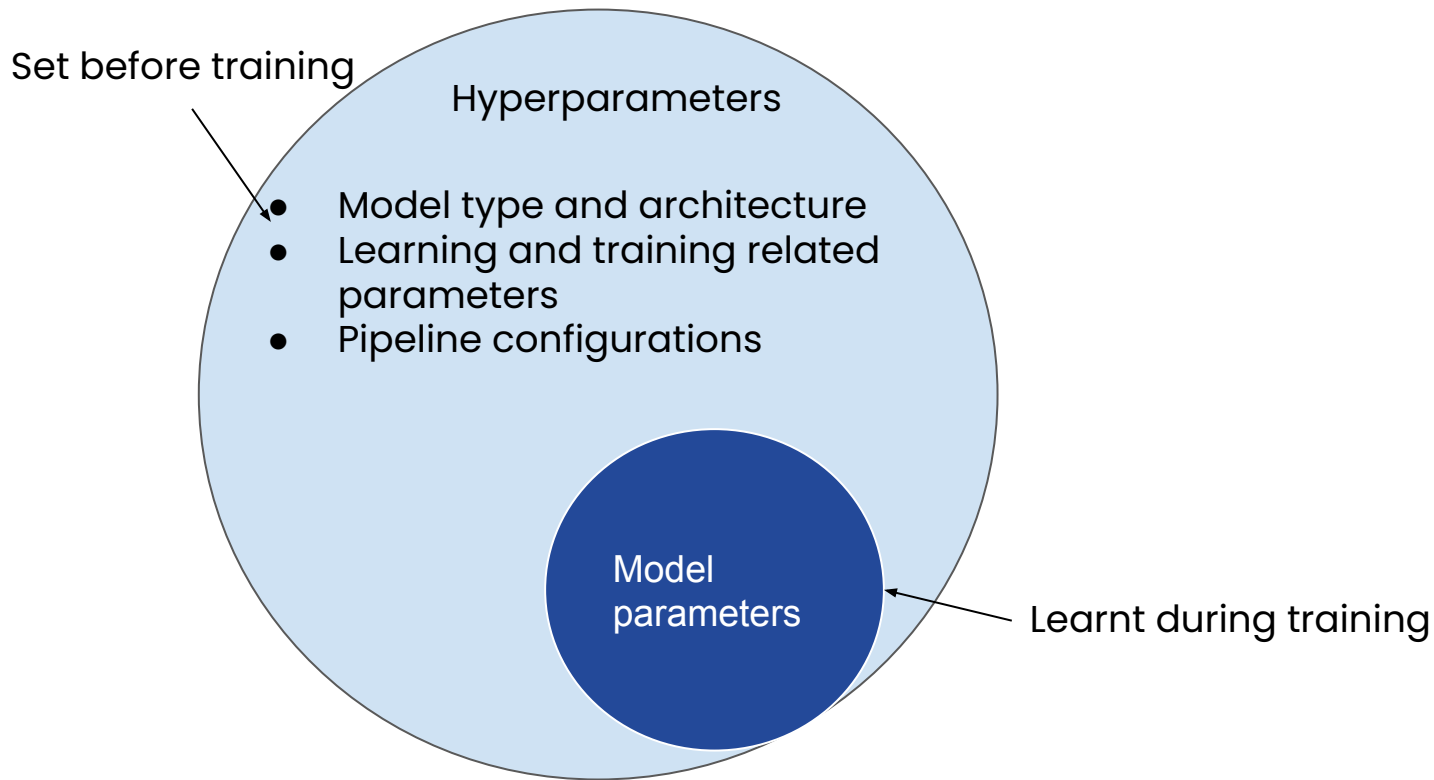 Set before training
Hyperparameters
● Model type and architecture
● Learning and training related
parameters
● Pipeline configurations
Model
parameters
Learnt during training